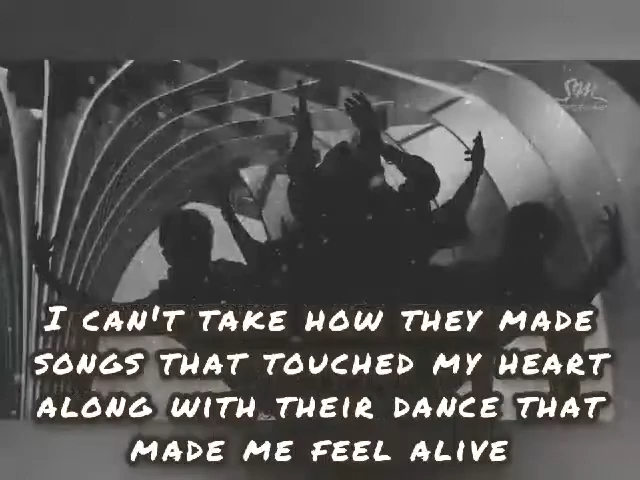 I CAN'T TAKE HOW THEY MADE
SONGS THAT TOUCHED MY HEART
ALONG WITH THEIR DANCE THAT
MADE ME FEEL ALIVE